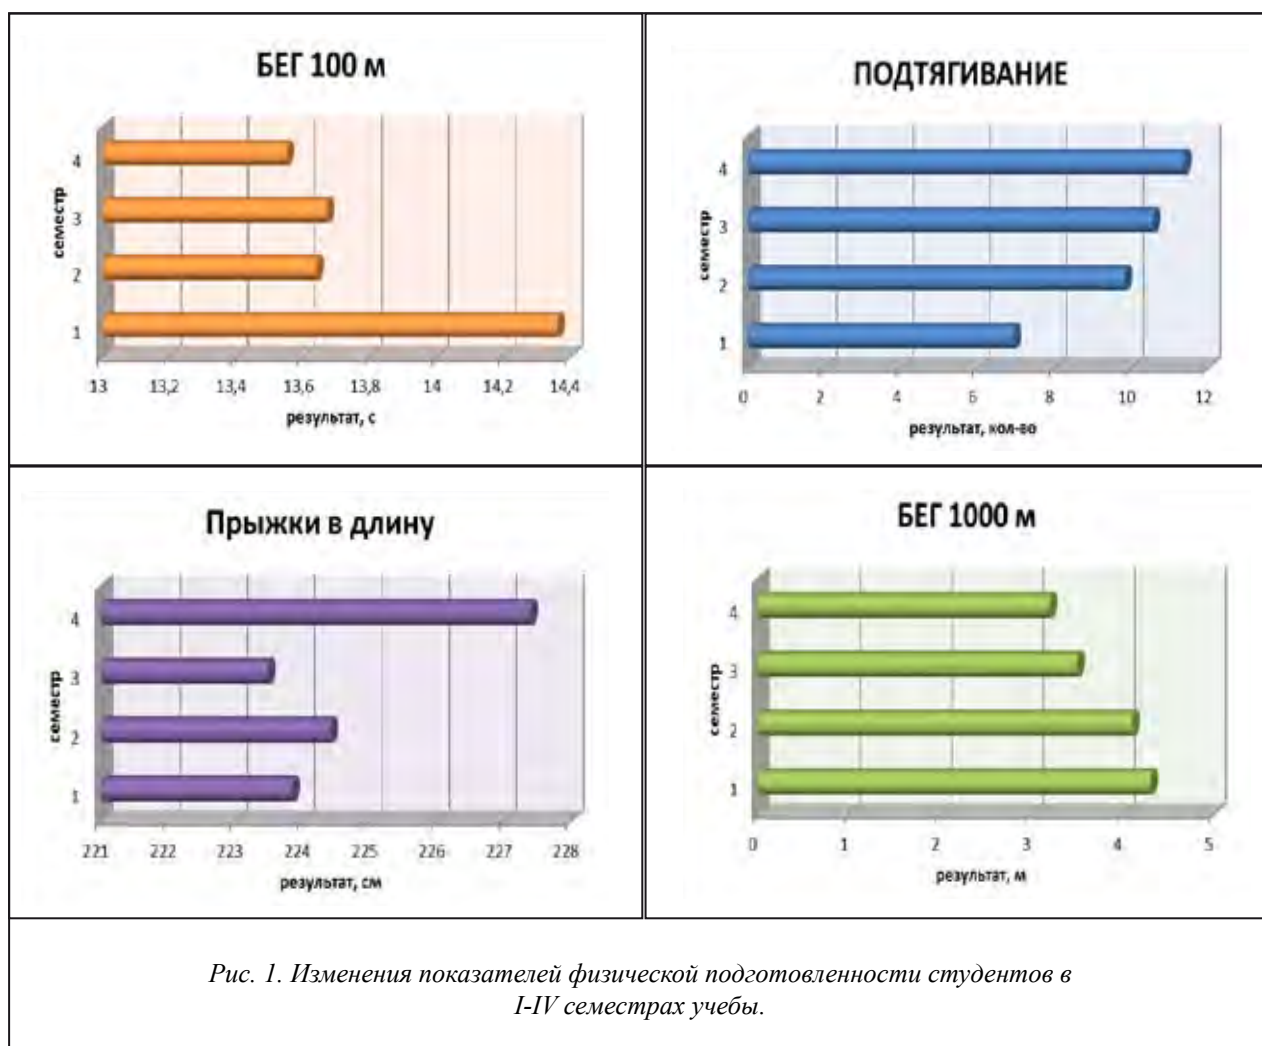 БЕГ 100 м
семестр
4
3
2
1
13 13,2 13,4 13,6 13,8 14 14,2 14,4
результат, с
ПОДТЯГИВАНИЕ
семестр
4
3
2
1
0 2 4 6 8 10 12
результат, кол-во
Прыжки в длину
семестр
4
3
2
1
221 222 223 224 225 226 227 228
результат, см
БЕГ 1000 м
семестр
4
3
2
1
0 1 2 3 4 5
результат, м
Рис. 1. Изменения показателей физической подготовленности студентов в
I-IV семестрах учебы.